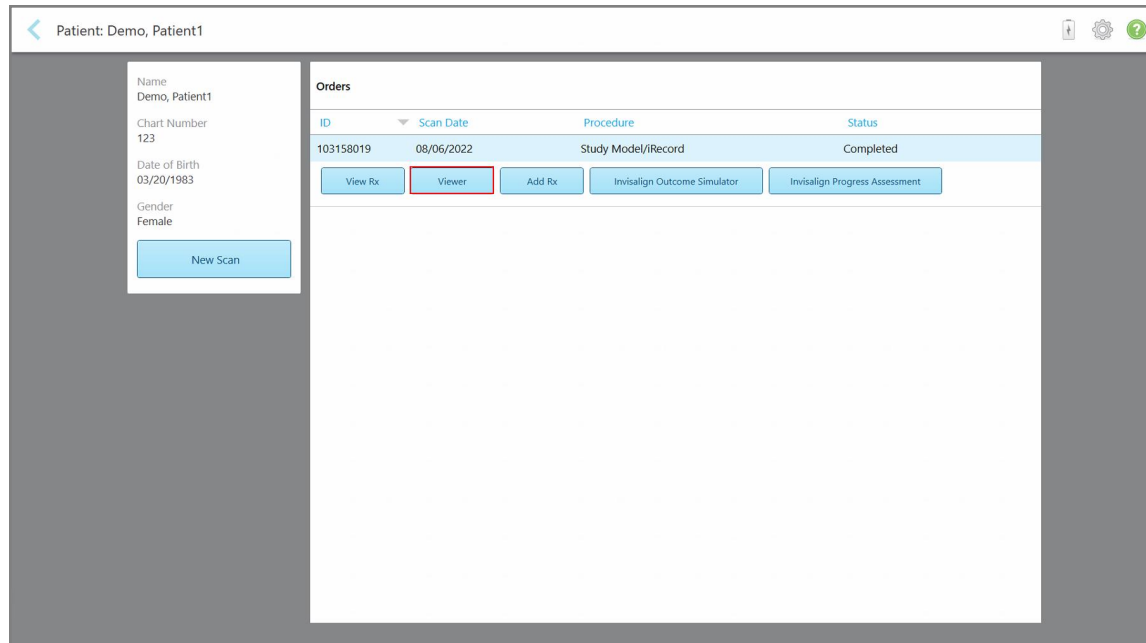 Patient: Demo, Patient1
?
Name
Demo, Patient1
Chart Number
123
Date of Birth
03/20/1983
Gender
Female
New Scan
Orders
ID Scan Date Procedure Status
103158019 08/06/2022 Study Model/iRecord Completed
View Rx Viewer Add Rx Invisalign Outcome Simulator Invisalign Progress Assessment